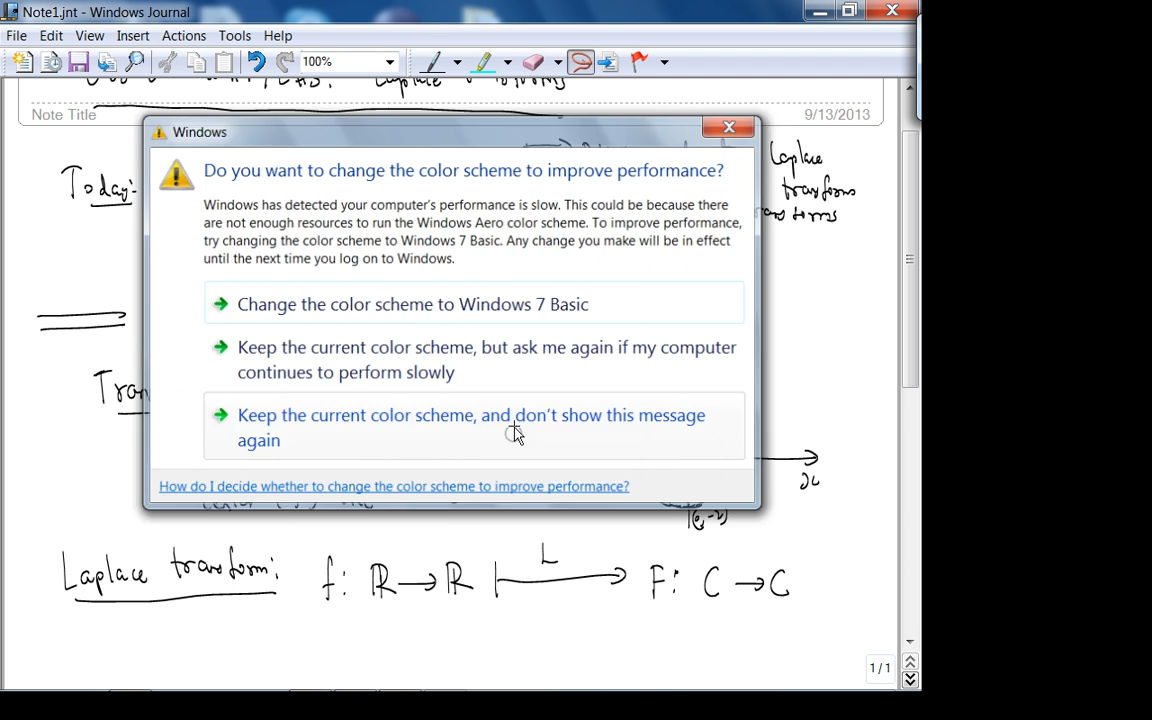 Note1.jnt - Windows Journal
File Edit View Insert Actions Tools Help
100%
Note Title
9/13/2013
Today:
Laplace
transforms
transforms
Windows
Do you want to change the color scheme to improve performance?
Windows has detected your computer's performance is slow. This could be because there
are not enough resources to run the Windows Aero color scheme. To improve performance,
try changing the color scheme to Windows 7 Basic. Any change you make will be in effect
until the next time you log on to Windows.
Change the color scheme to Windows 7 Basic
Keep the current color scheme, but ask me again if my computer
continues to perform slowly
Keep the current color scheme, and don't show this message
again
How do I decide whether to change the color scheme to improve performance?
Tran
x
Laplace transform: f: ℝ → ℝ ⟼ L F: C → C
1 / 1